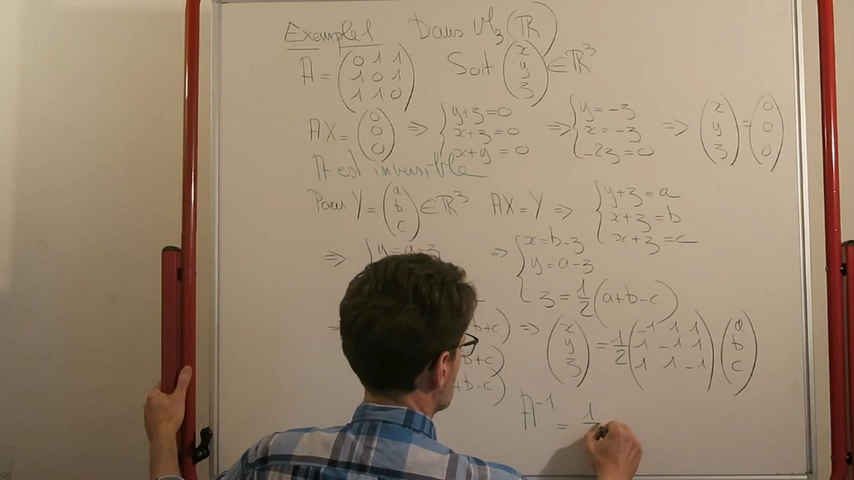 Exemple 1 Dans M₃(ℝ)
A = (0 1 1 / 1 0 1 / 1 1 0) Soit (x / y / z) ∈ ℝ³
AX = (0 / 0 / 0) ⇒ { y+z = 0 / x+z = 0 / x+y = 0 ⇒ { y = -z / x = -z / -2z = 0 ⇒ (x / y / z) = (0 / 0 / 0)
A est inversible
Pour Y = (a / b / c) ∈ ℝ³ AX = Y ⇒ { y+z = a / x+z = b / x+z = c
⇒ { y = a-z ⇒ { x = b-z / y = a-z / z = 1/2 (a+b-c)
b+c) / b+c) / +b-c) ⇒ (x / y / z) = 1/2 (-1 1 1 / 1 -1 1 / 1 1 -1) (a / b / c)
A⁻¹ = 1